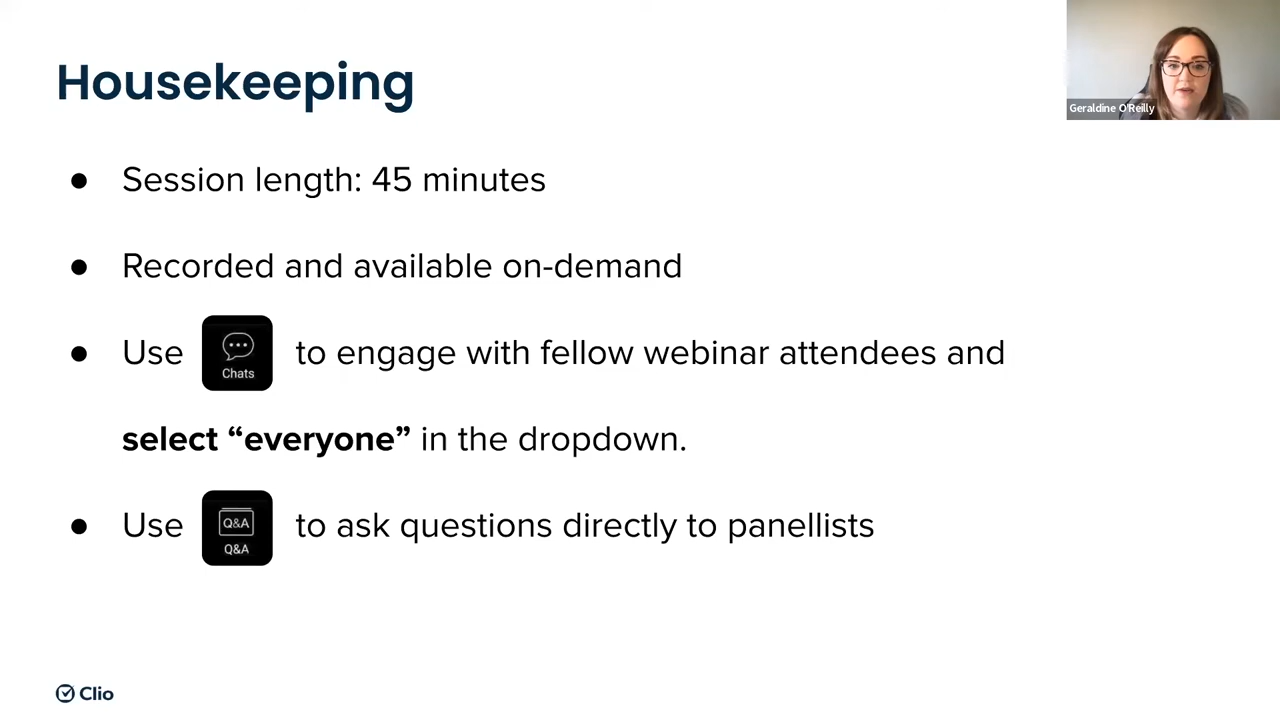 Housekeeping
Geraldine O'Reilly
● Session length: 45 minutes
● Recorded and available on-demand
● Use Chats to engage with fellow webinar attendees and
select “everyone” in the dropdown.
● Use Q&A Q&A to ask questions directly to panellists
Clio